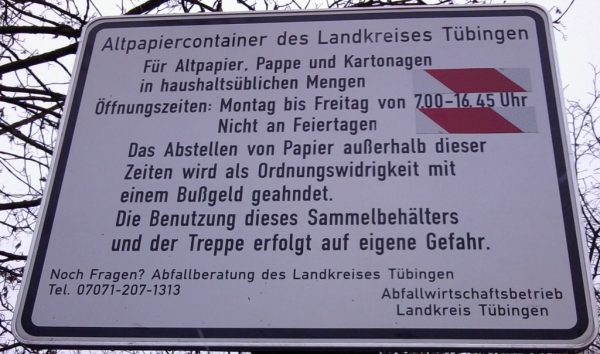 Altpapiercontainer des Landkreises Tübingen
Für Altpapier, Pappe und Kartonagen
in haushaltsüblichen Mengen
Öffnungszeiten: Montag bis Freitag von 7.00-16.45 Uhr
Nicht an Feiertagen
Das Abstellen von Papier außerhalb dieser
Zeiten wird als Ordnungswidrigkeit mit
einem Bußgeld geahndet.
Die Benutzung dieses Sammelbehälters
und der Treppe erfolgt auf eigene Gefahr.
Noch Fragen? Abfallberatung des Landkreises Tübingen
Tel. 07071-207-1313
Abfallwirtschaftsbetrieb
Landkreis Tübingen